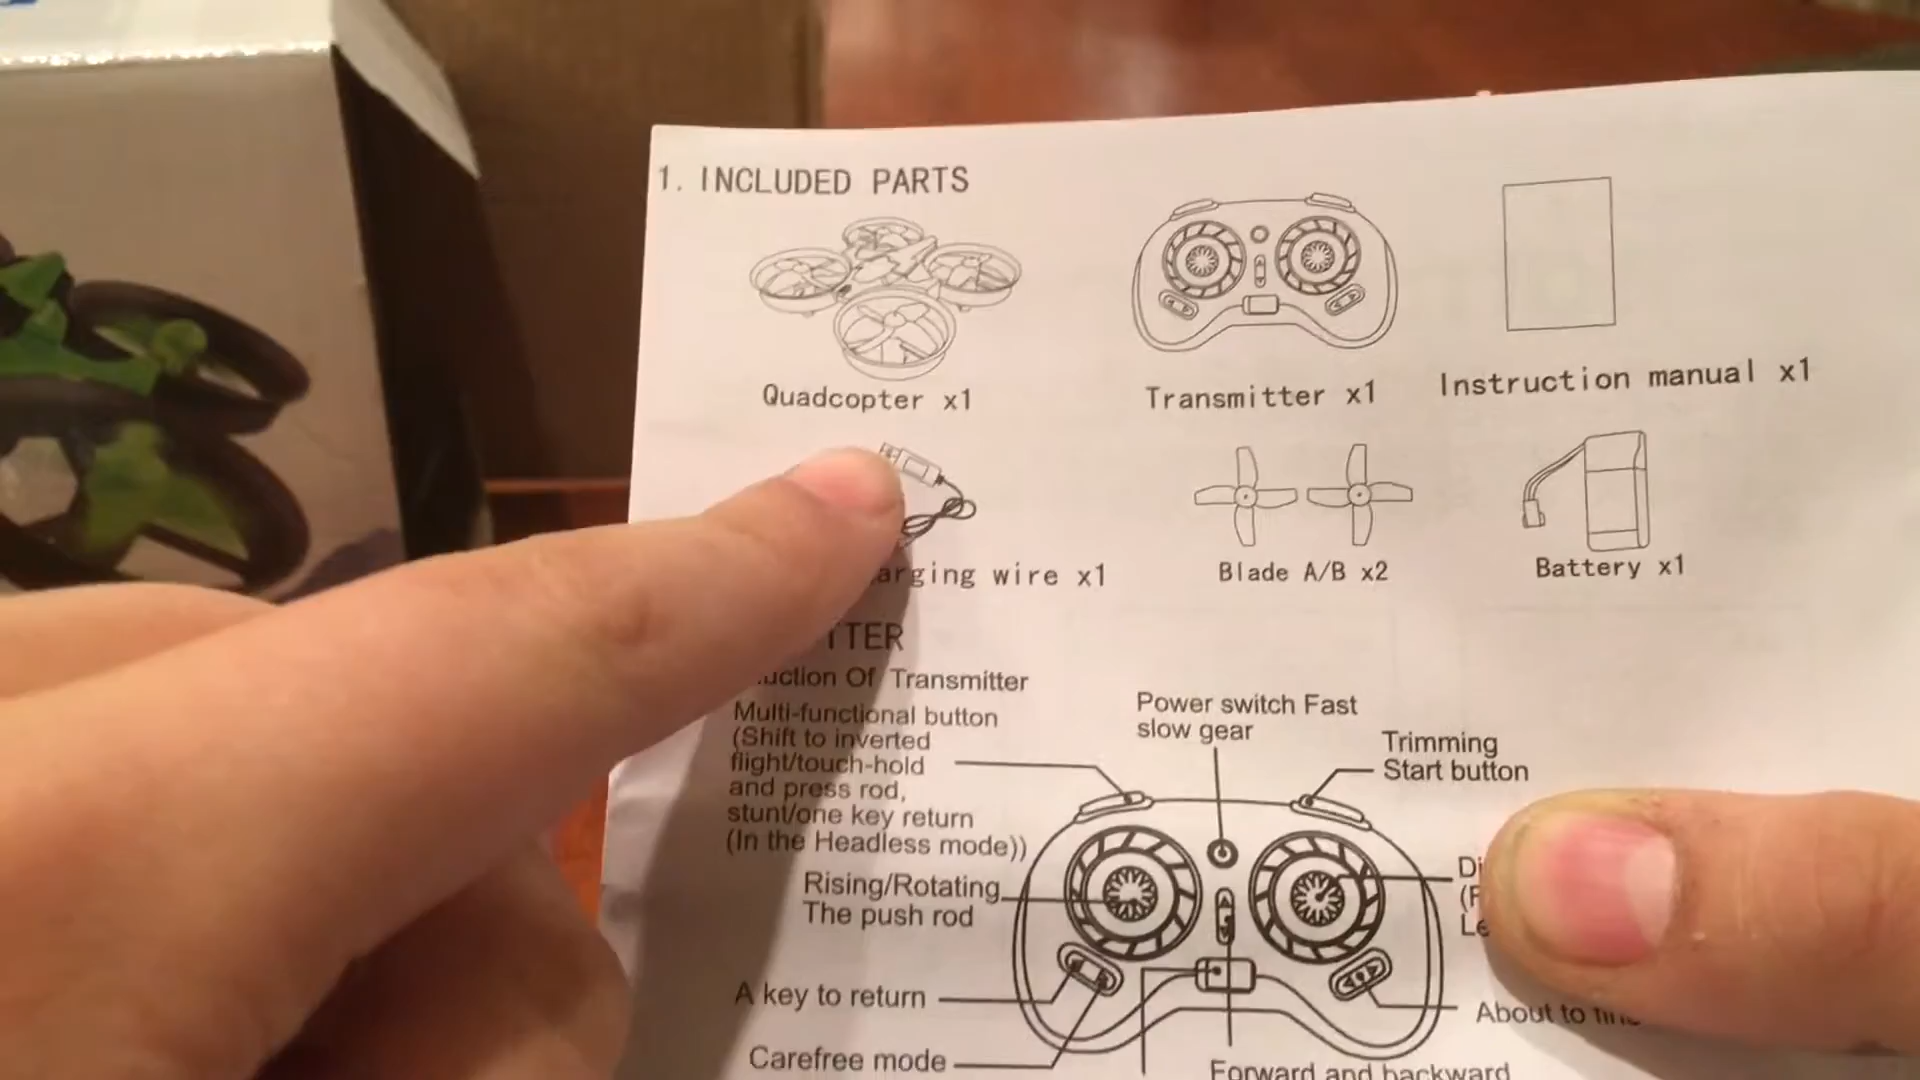 1. INCLUDED PARTS
Quadcopter x1
Transmitter x1
Instruction manual x1
wire x1
Blade A/B x2
Battery x1
Of Transmitter
Multi-functional button
(Shift to inverted
flight/touch-hold
and press rod,
stunt/one key return
(In the Headless mode))
Power switch Fast
slow gear
Trimming
Start button
Rising/Rotating
The push rod
A key to return
About to
Carefree mode
Forward and backward